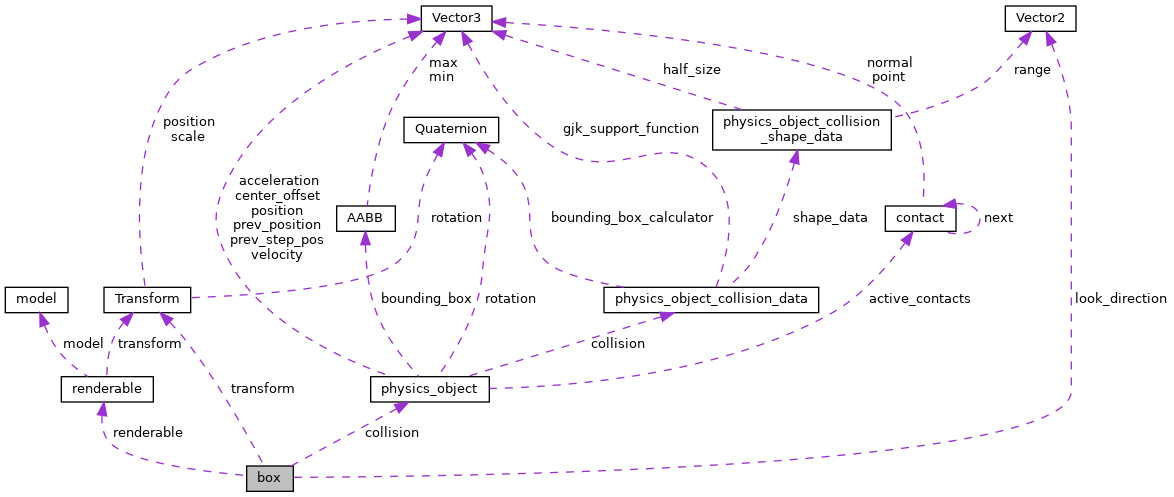 Vector3
Vector2
max
min
normal
point
half_size
range
position
scale
Quaternion
gjk_support_function
physics_object_collision
_shape_data
acceleration
center_offset
position
prev_position
prev_step_pos
velocity
AABB
rotation
bounding_box_calculator
shape_data
contact
next
model
Transform
bounding_box
rotation
physics_object_collision_data
active_contacts
look_direction
model
transform
collision
renderable
transform
physics_object
renderable
collision
box